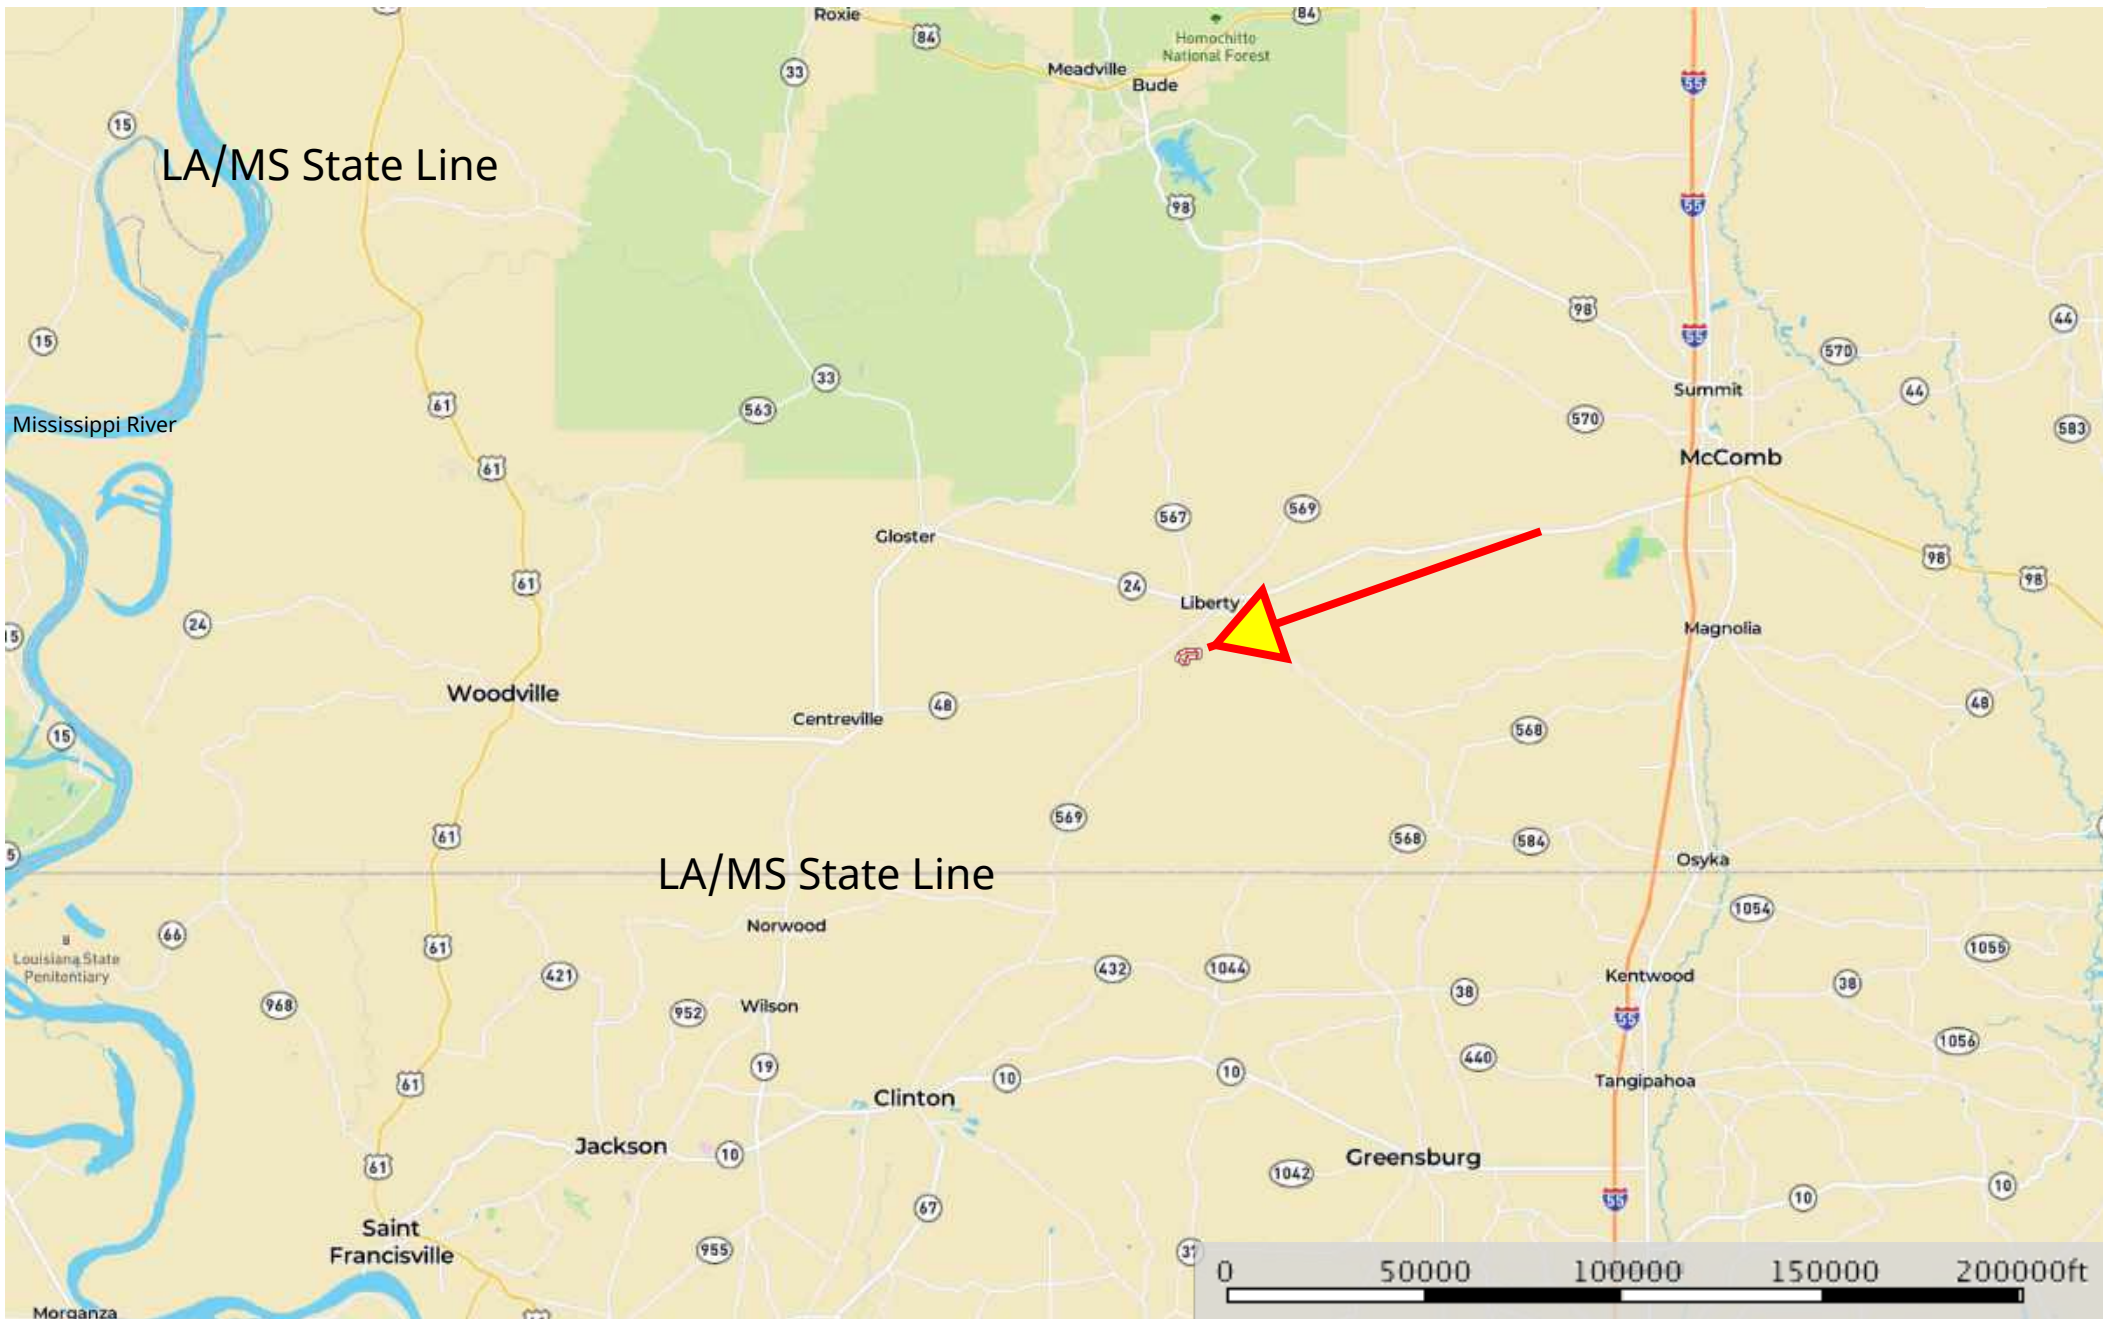 Roxie
84
84
Homochitto
National Forest
Meadville
33
55
Bude
15
LA/MS State Line
98
55
98
44
15
55
570
33
Summit
44
61
563
570
Mississippi River
583
McComb
61
569
567
Gloster
98
98
61
24
Liberty
24
Magnolia
Woodville
48
48
Centreville
15
568
569
61
568
584
Osyka
LA/MS State Line
1054
Norwood
66
61
1055
Louisiana State
Penitentiary
421
432
1044
Kentwood
38
38
968
952
Wilson
55
1056
440
19
10
10
61
Tangipahoa
Clinton
Jackson
10
Greensburg
61
1042
10
55
10
67
Saint
Francisville
955
0 50000 100000 150000 200000ft
Morganza